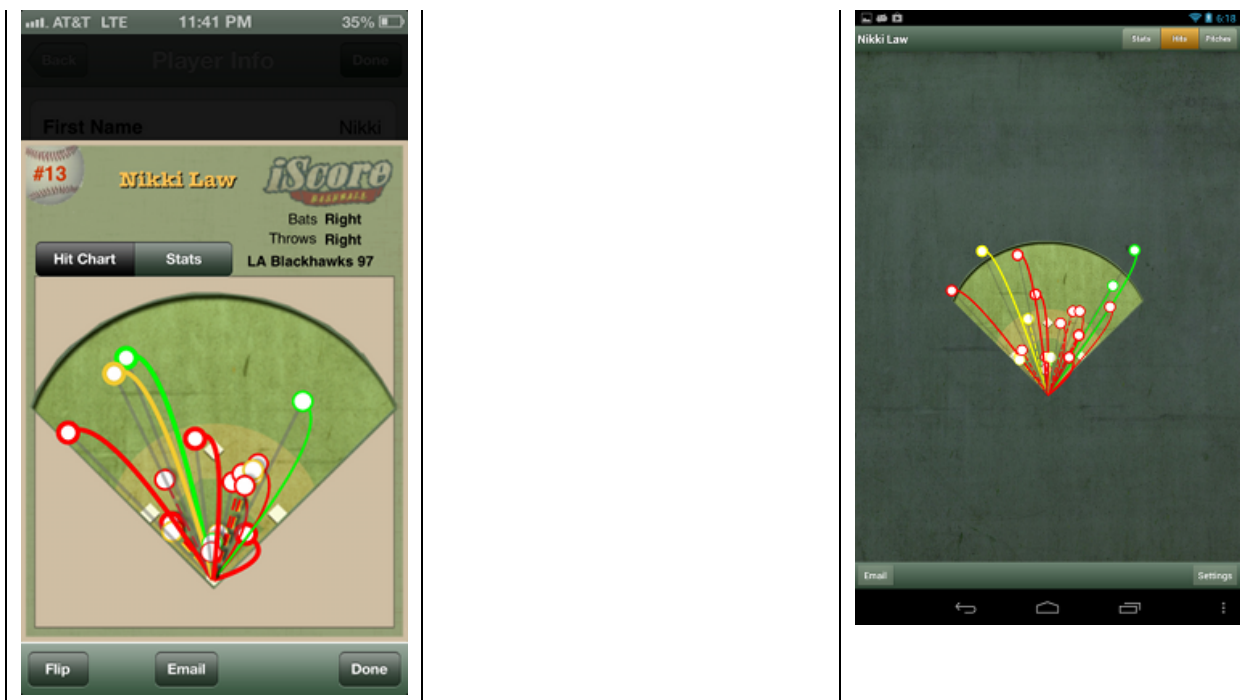 AT&T LTE 11:41 PM 35%
Back Player Info Done
First Name Nikki
#13 Nikki Law iScore
BASEBALL
Bats Right
Throws Right
Hit Chart Stats LA Blackhawks 97
Flip Email Done
6:18
Nikki Law Stats Hits Pitches
Email Settings